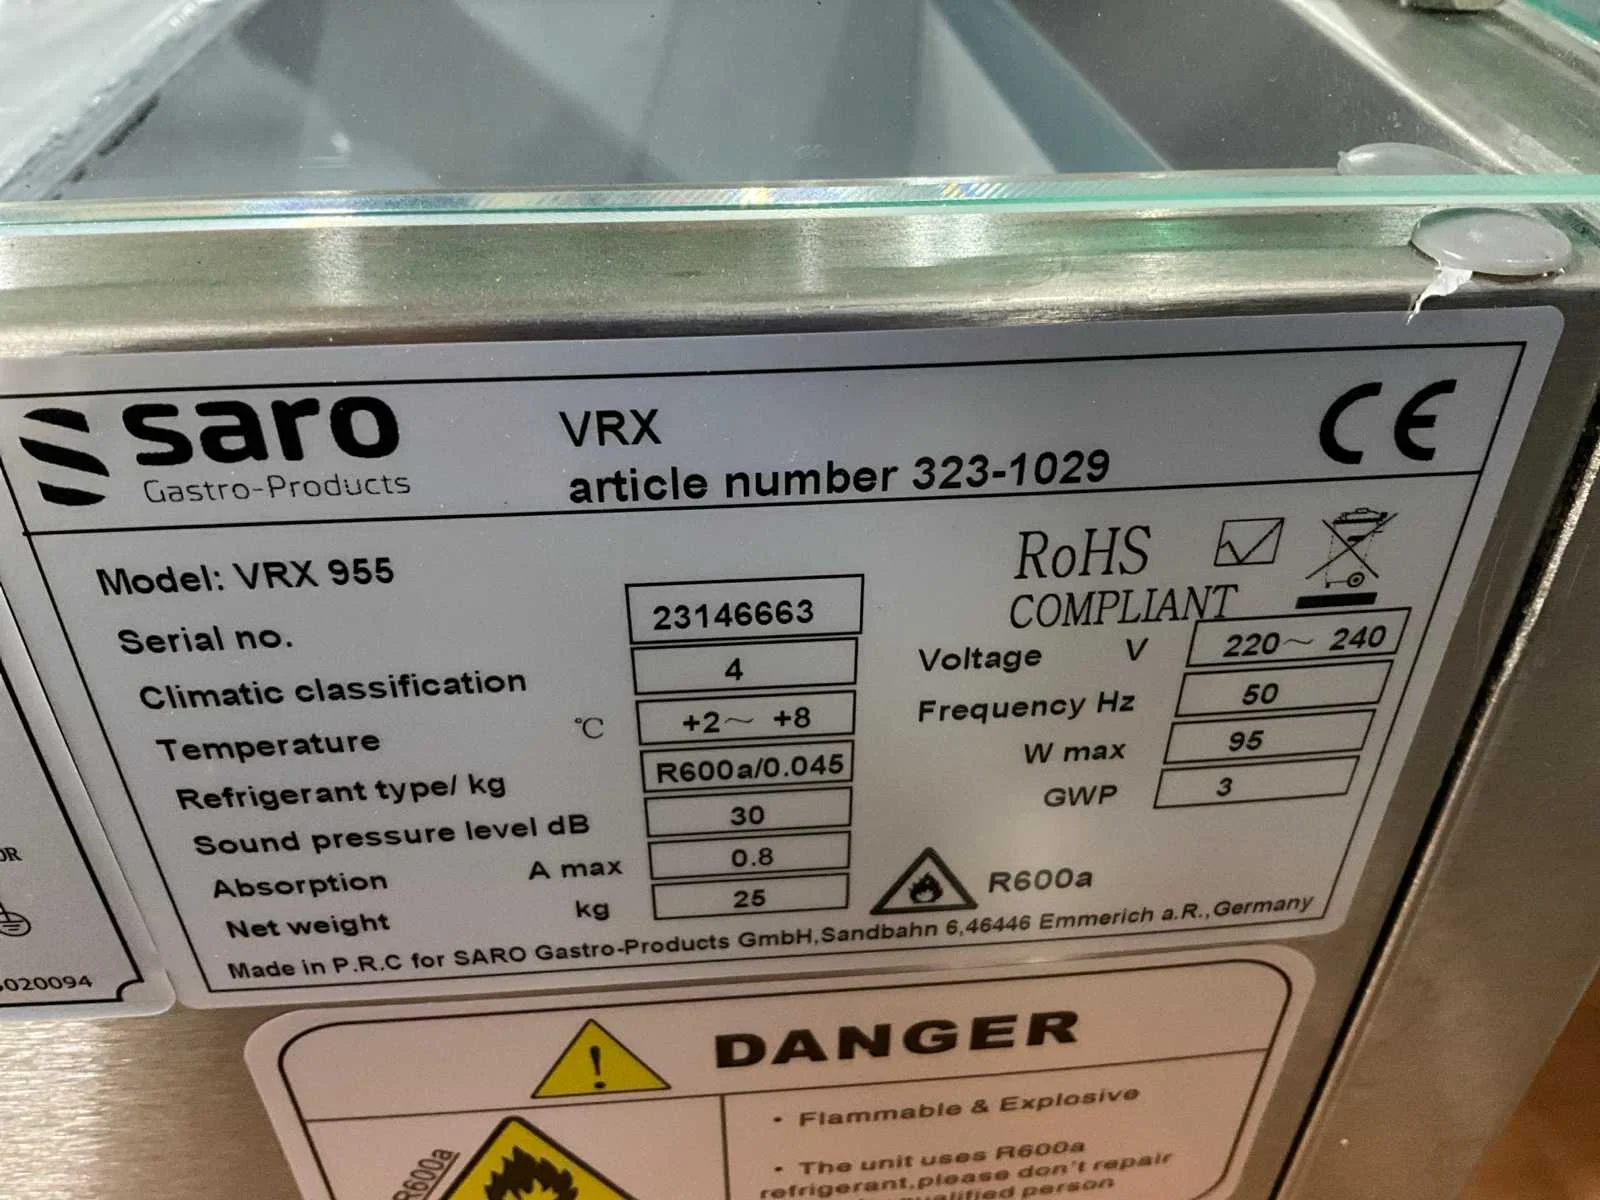 saro
Gastro-Products
VRX
article number 323-1029
CE
Model: VRX 955
Serial no. 23146663
Climatic classification 4
Temperature °C +2～ +8
Refrigerant type/ kg R600a/0.045
Sound pressure level dB 30
Absorption A max 0.8
Net weight kg 25
RoHS
COMPLIANT
Voltage V 220～ 240
Frequency Hz 50
W max 95
GWP 3
R600a
Made in P.R.C for SARO Gastro-Products GmbH,Sandbahn 6,46446 Emmerich a.R.,Germany
OR
020094
DANGER
R600a
• Flammable & Explosive
• The unit uses R600a
refrigerant,please don't repair
qualified person